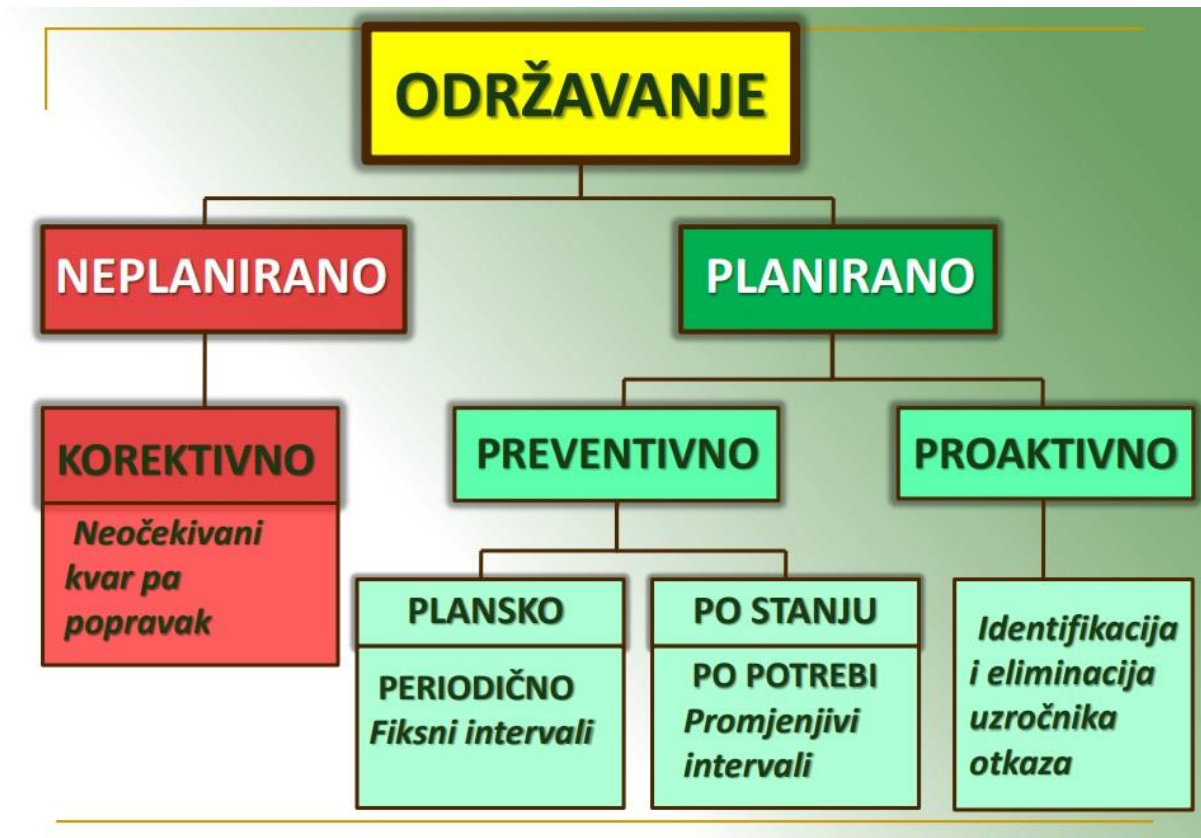 ODRŽAVANJE
NEPLANIRANO
PLANIRANO
KOREKTIVNO
Neočekivani
kvar pa
popravak
PREVENTIVNO
PROAKTIVNO
PLANSKO
PERIODIČNO
Fiksni intervali
PO STANJU
PO POTREBI
Promjenjivi
intervali
Identifikacija
i eliminacija
uzročnika
otkaza